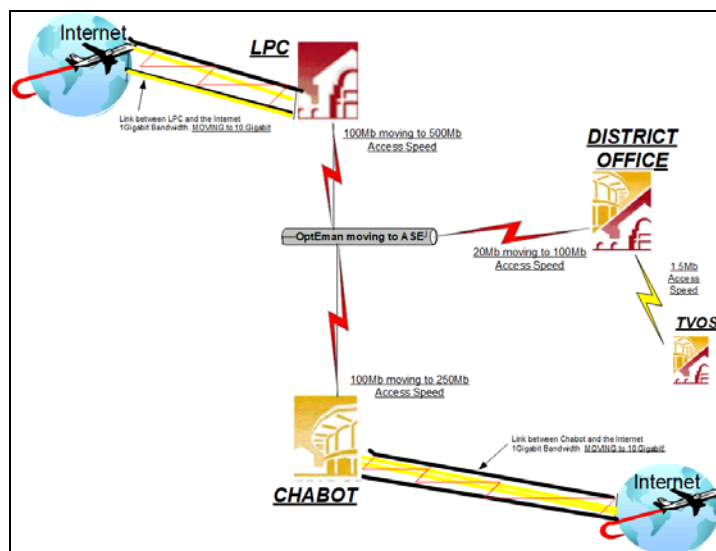 Internet
LPC
Link between LPC and the Internet
1Gigabit Bandwidth. MOVING to 10 Gigabit
100Mb moving to 500Mb
Access Speed
DISTRICT
OFFICE
OptEman moving to ASE
20Mb moving to 100Mb
Access Speed
1.5Mb
Access
Speed
TVOS
100Mb moving to 250Mb
Access Speed
CHABOT
Link between Chabot and the Internet
1Gigabit Bandwidth. MOVING to 10 Gigabit
Internet